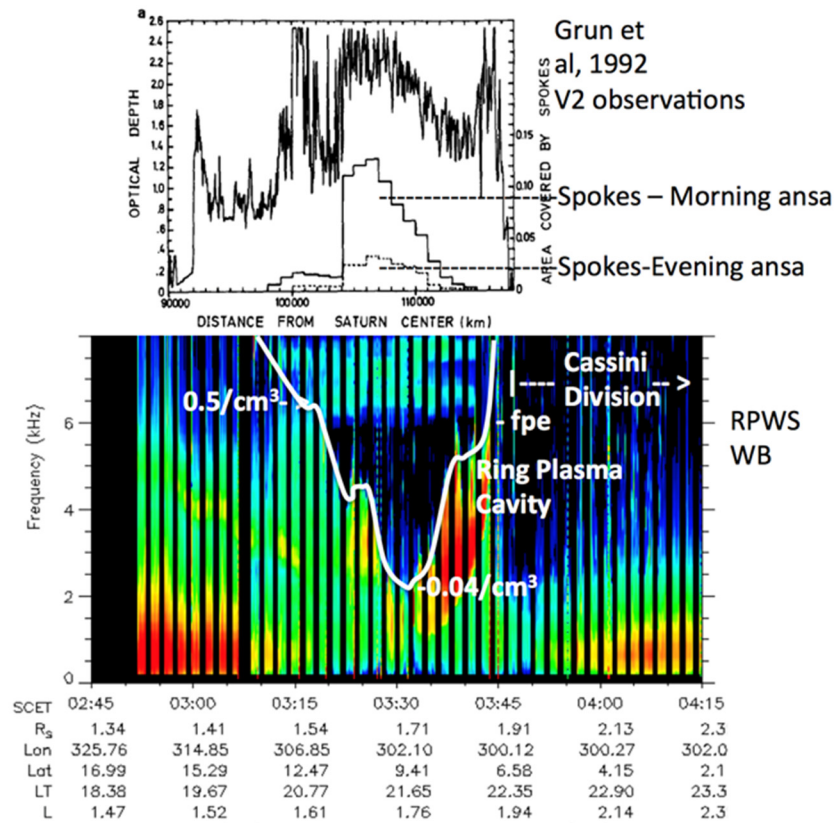 a
Grun et
al, 1992
V2 observations
2.6
2.4
2.2
2.0
1.8
1.6
1.4
1.2
1.0
.8
.6
.4
.2
0
OPTICAL DEPTH
0.15
0.10
0.05
0
AREA COVERED BY SPOKES
Spokes – Morning ansa
Spokes-Evening ansa
90000 100000 110000
DISTANCE FROM SATURN CENTER (km)
Cassini
|---- Division -- >
0.5/cm³- >
- fpe
Ring Plasma
Cavity
-0.04/cm³
RPWS
WB
Frequency (kHz)
6
4
2
0
SCET 02:45 03:00 03:15 03:30 03:45 04:00 04:15
Rs 1.34 1.41 1.54 1.71 1.91 2.13 2.3
Lon 325.76 314.85 306.85 302.10 300.12 300.27 302.0
Lat 16.99 15.29 12.47 9.41 6.58 4.15 2.1
LT 18.38 19.67 20.77 21.65 22.35 22.90 23.3
L 1.47 1.52 1.61 1.76 1.94 2.14 2.3